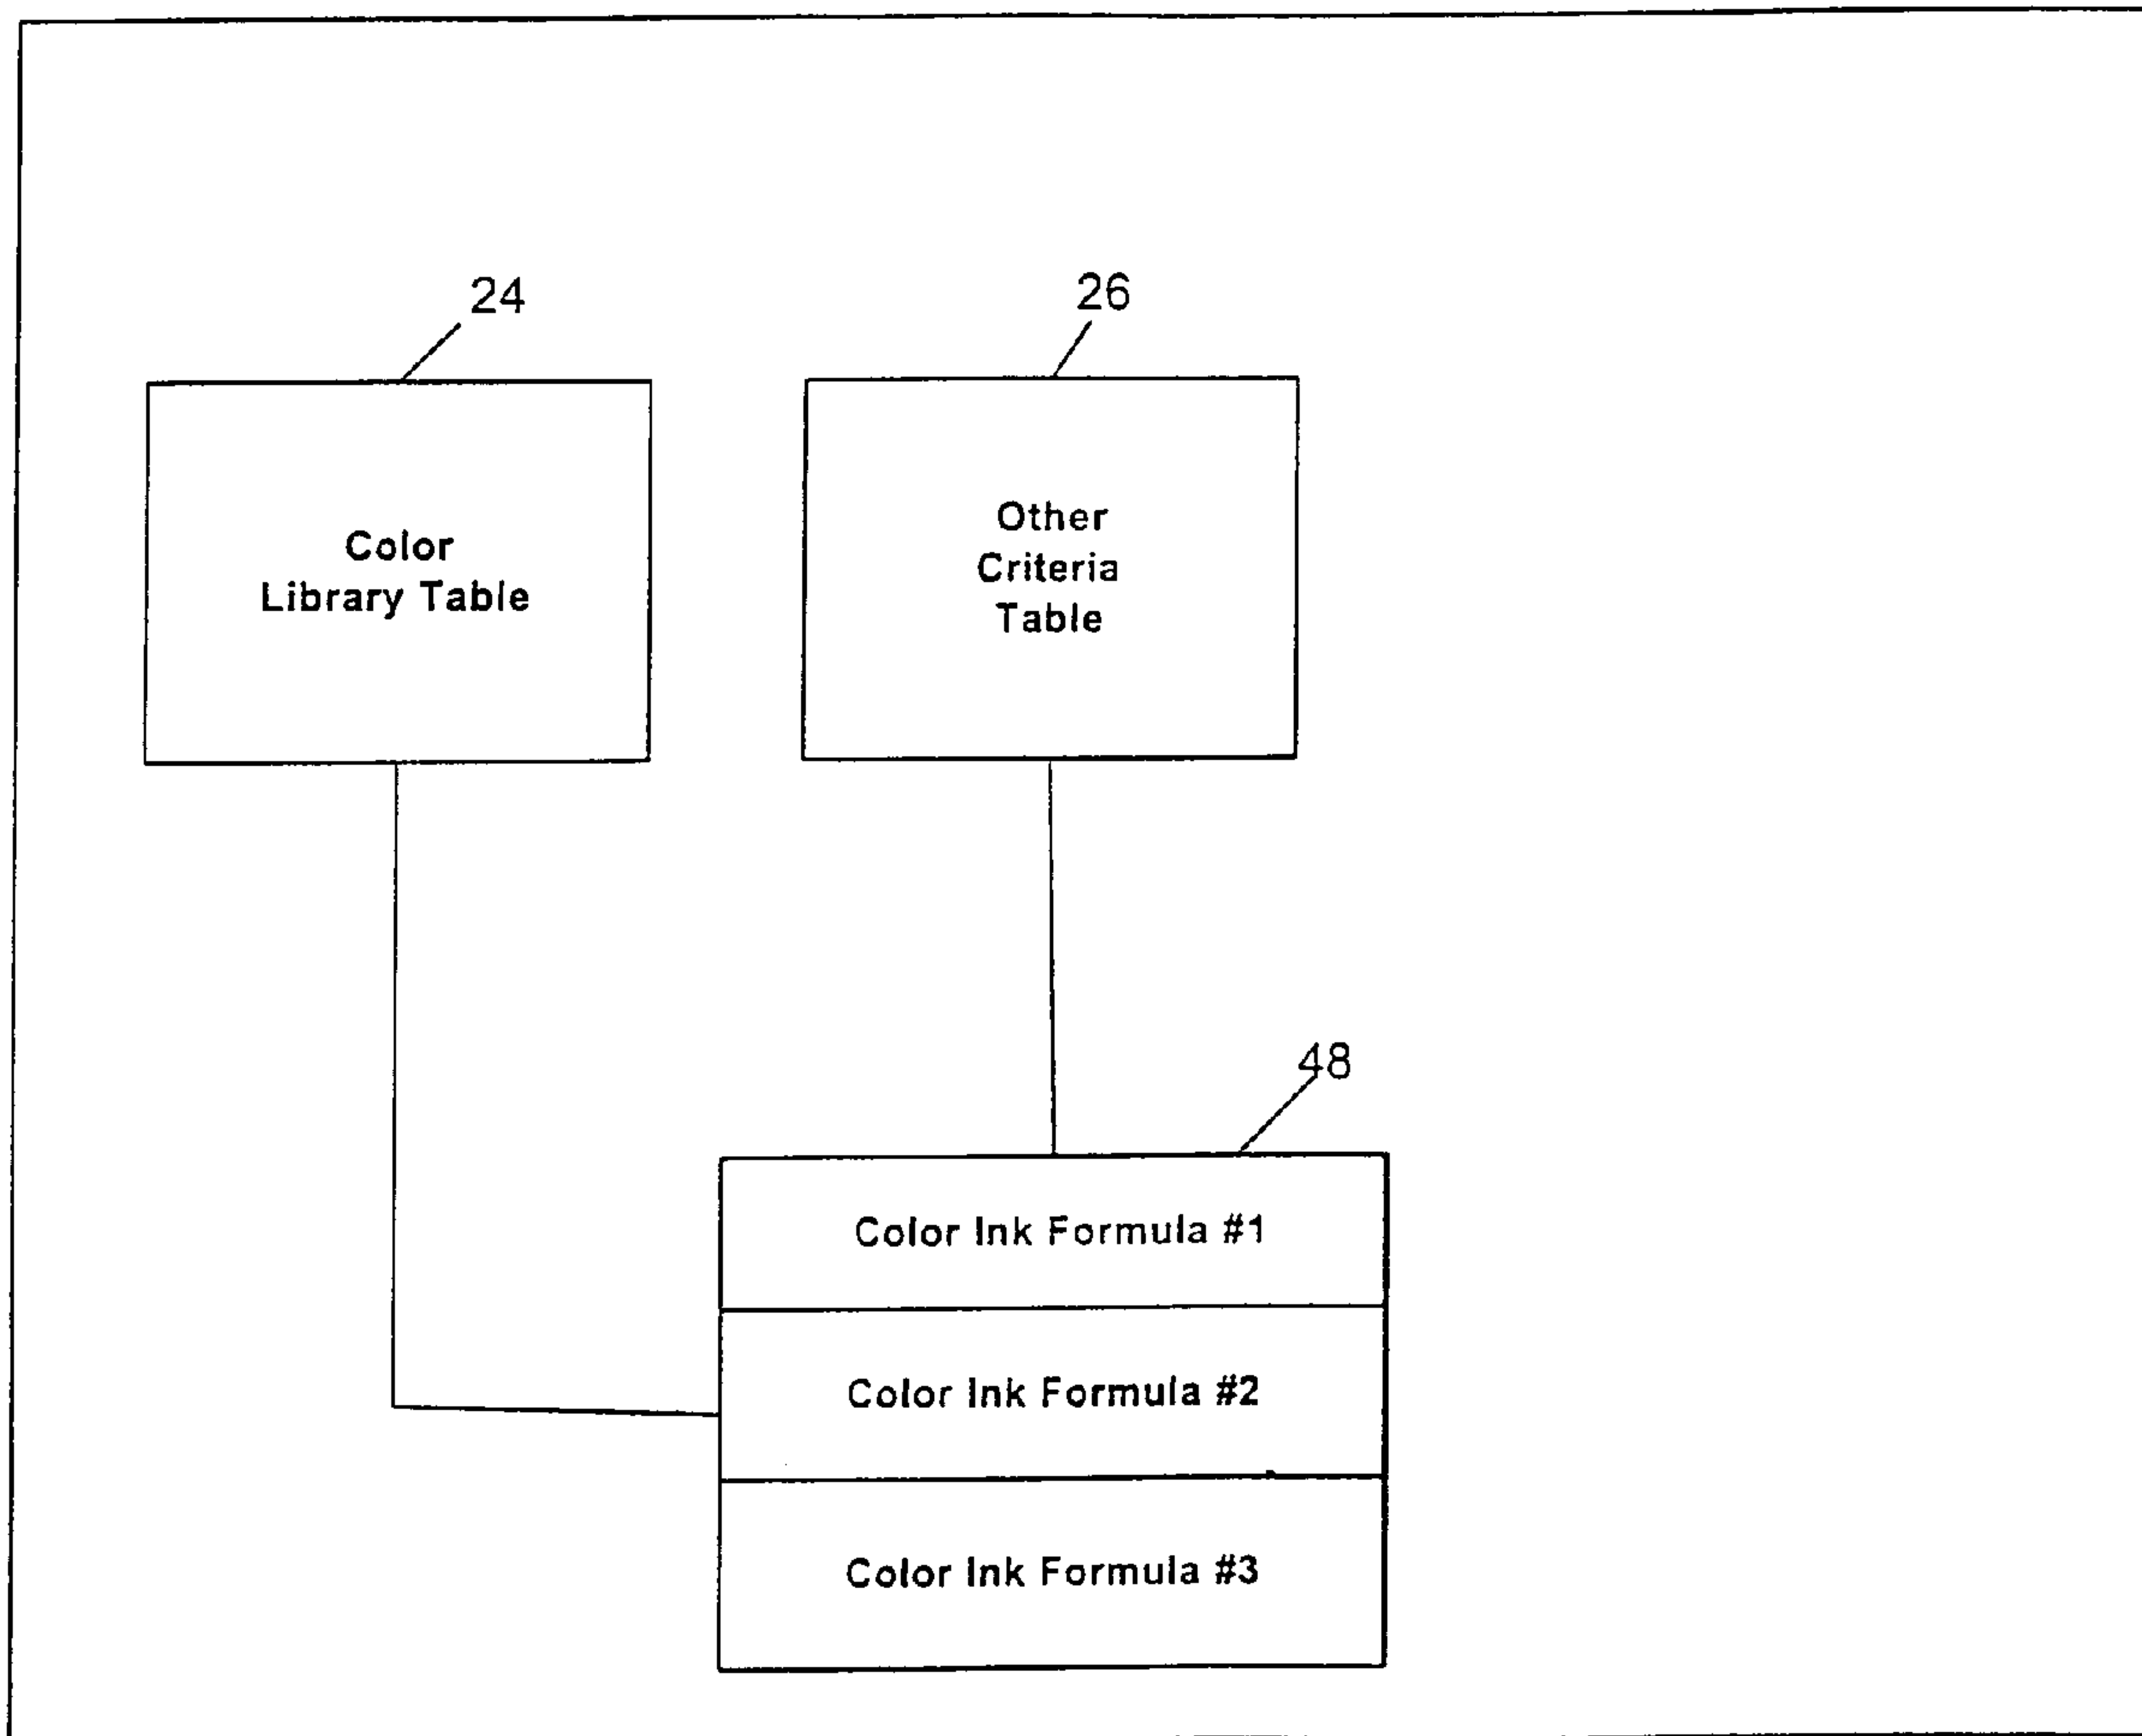 24
26
Color
Library Table
Other
Criteria
Table
48
Color Ink Formula #1
Color Ink Formula #2
Color Ink Formula #3